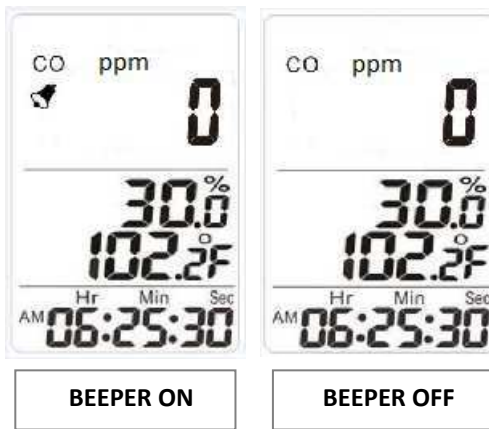 CO ppm
0
30.0%
102.2°F
Hr Min Sec
AM 06:25:30
BEEPER ON
CO ppm
0
30.0%
102.2°F
Hr Min Sec
AM 06:25:30
BEEPER OFF